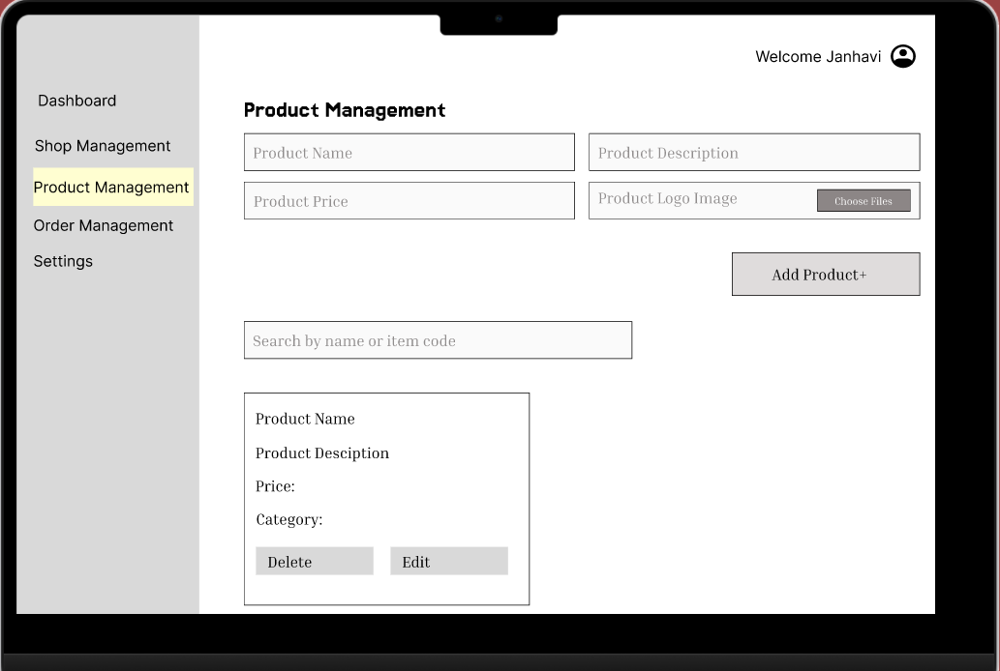 Welcome Janhavi
Dashboard
Shop Management
Product Management
Order Management
Settings
Product Management
Product Name
Product Description
Product Price
Product Logo Image
Choose Files
Add Product+
Search by name or item code
Product Name
Product Desciption
Price:
Category:
Delete
Edit